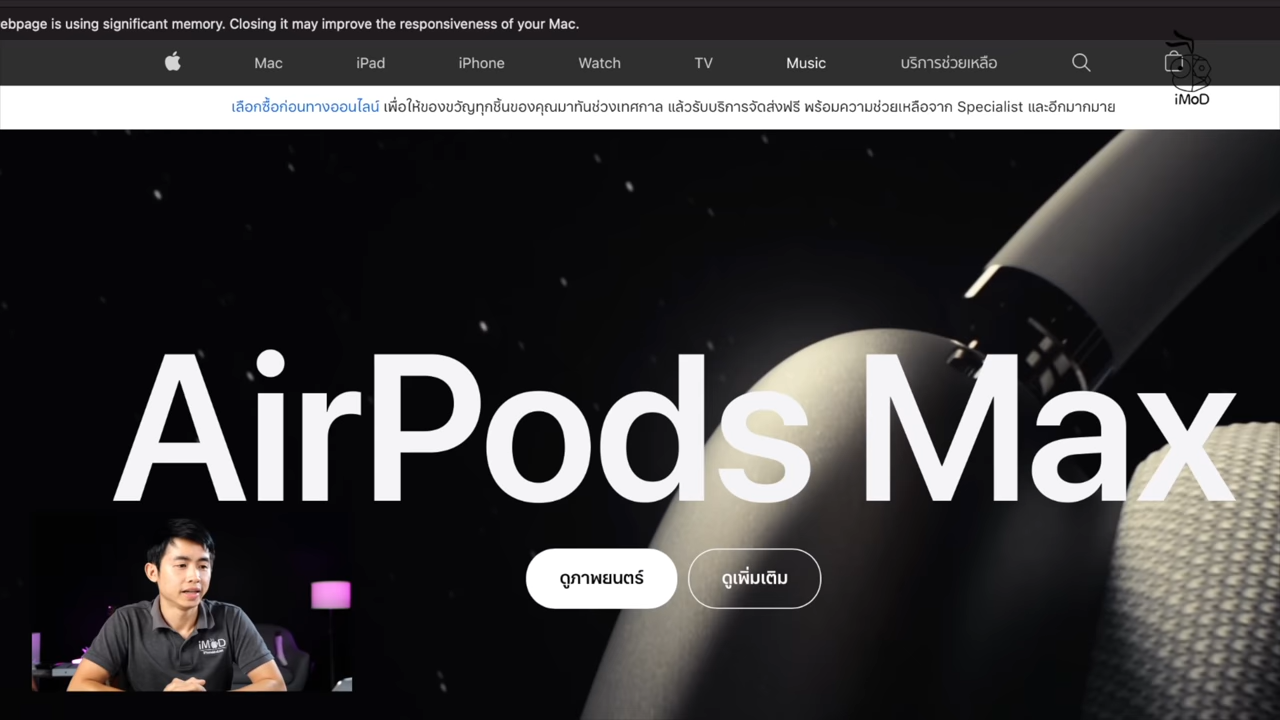 ebpage is using significant memory. Closing it may improve the responsiveness of your Mac.
Mac iPad iPhone Watch TV Music บริการช่วยเหลือ
iMoD
เลือกซื้อก่อนทางออนไลน์ เพื่อให้ของขวัญทุกชิ้นของคุณมาทันช่วงเทศกาล แล้วรับบริการจัดส่งฟรี พร้อมความช่วยเหลือจาก Specialist และอีกมากมาย
AirPods Max
ดูภาพยนตร์ ดูเพิ่มเติม
iMoD